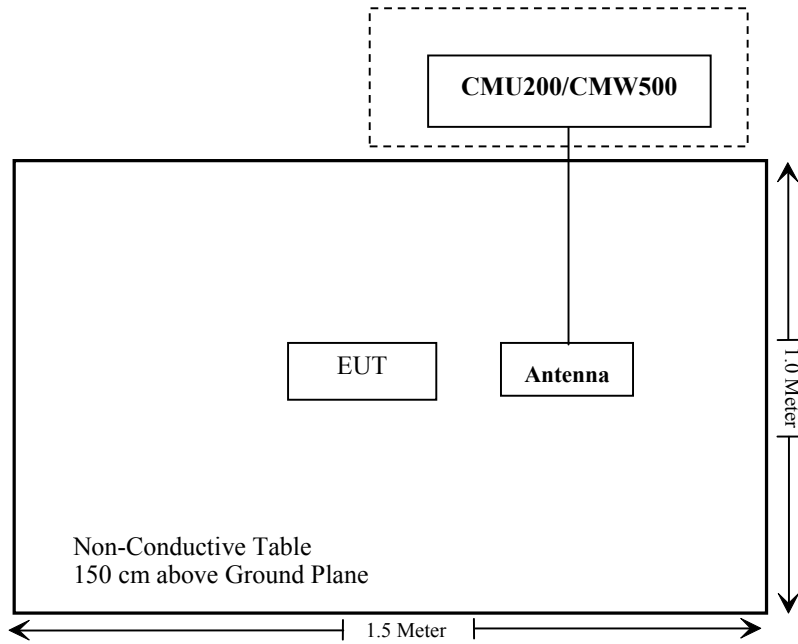 CMU200/CMW500
EUT
Antenna
1.0 Meter
Non-Conductive Table
150 cm above Ground Plane
1.5 Meter